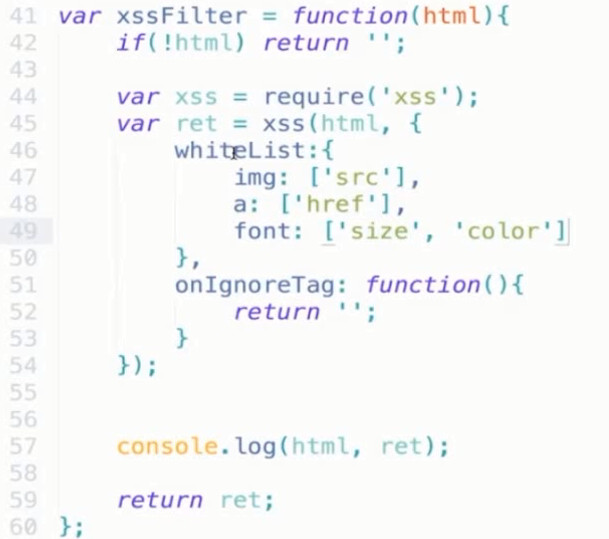 41 var xssFilter = function(html){
42     if(!html) return '';
43
44     var xss = require('xss');
45     var ret = xss(html, {
46         whiteList:{
47             img: ['src'],
48             a: ['href'],
49             font: ['size', 'color']
50         },
51         onIgnoreTag: function(){
52             return '';
53         }
54     });
55
56
57     console.log(html, ret);
58
59     return ret;
60 };